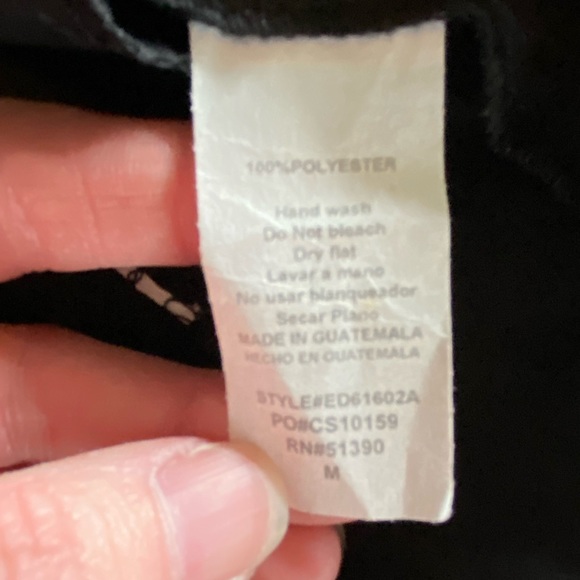 100%POLYESTER
Hand wash
Do Not bleach
Dry flat
Lavar a mano
No usar blanqueador
Secar Plano
MADE IN GUATEMALA
HECHO EN GUATEMALA
STYLE#ED61602A
PO#CS10159
RN#51390
M